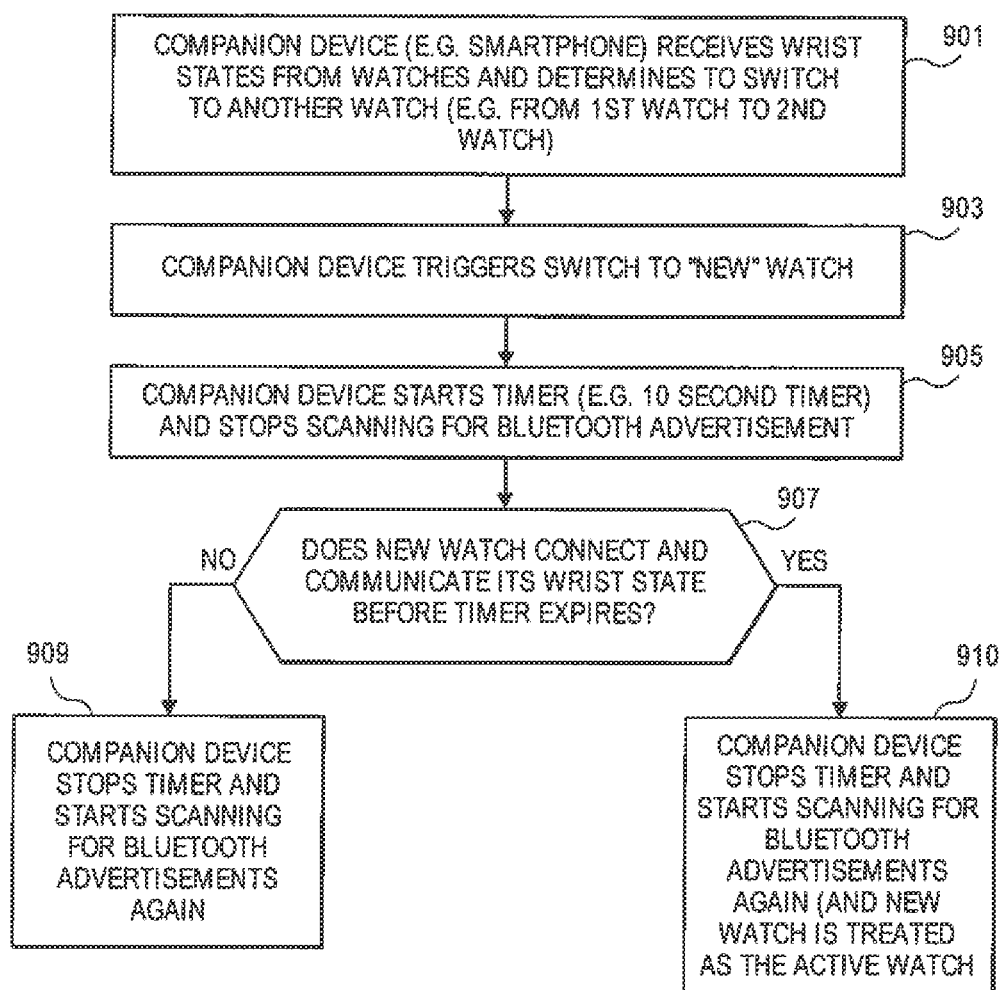 COMPANION DEVICE (E.G. SMARTPHONE) RECEIVES WRIST
STATES FROM WATCHES AND DETERMINES TO SWITCH
TO ANOTHER WATCH (E.G. FROM 1ST WATCH TO 2ND
WATCH)
901
903
COMPANION DEVICE TRIGGERS SWITCH TO "NEW" WATCH
905
COMPANION DEVICE STARTS TIMER (E.G. 10 SECOND TIMER)
AND STOPS SCANNING FOR BLUETOOTH ADVERTISEMENT
907
NO
DOES NEW WATCH CONNECT AND
COMMUNICATE ITS WRIST STATE
BEFORE TIMER EXPIRES?
YES
909
COMPANION DEVICE
STOPS TIMER AND
STARTS SCANNING
FOR BLUETOOTH
ADVERTISEMENTS
AGAIN
910
COMPANION DEVICE
STOPS TIMER AND
STARTS SCANNING FOR
BLUETOOTH
ADVERTISEMENTS
AGAIN (AND NEW
WATCH IS TREATED
AS THE ACTIVE WATCH